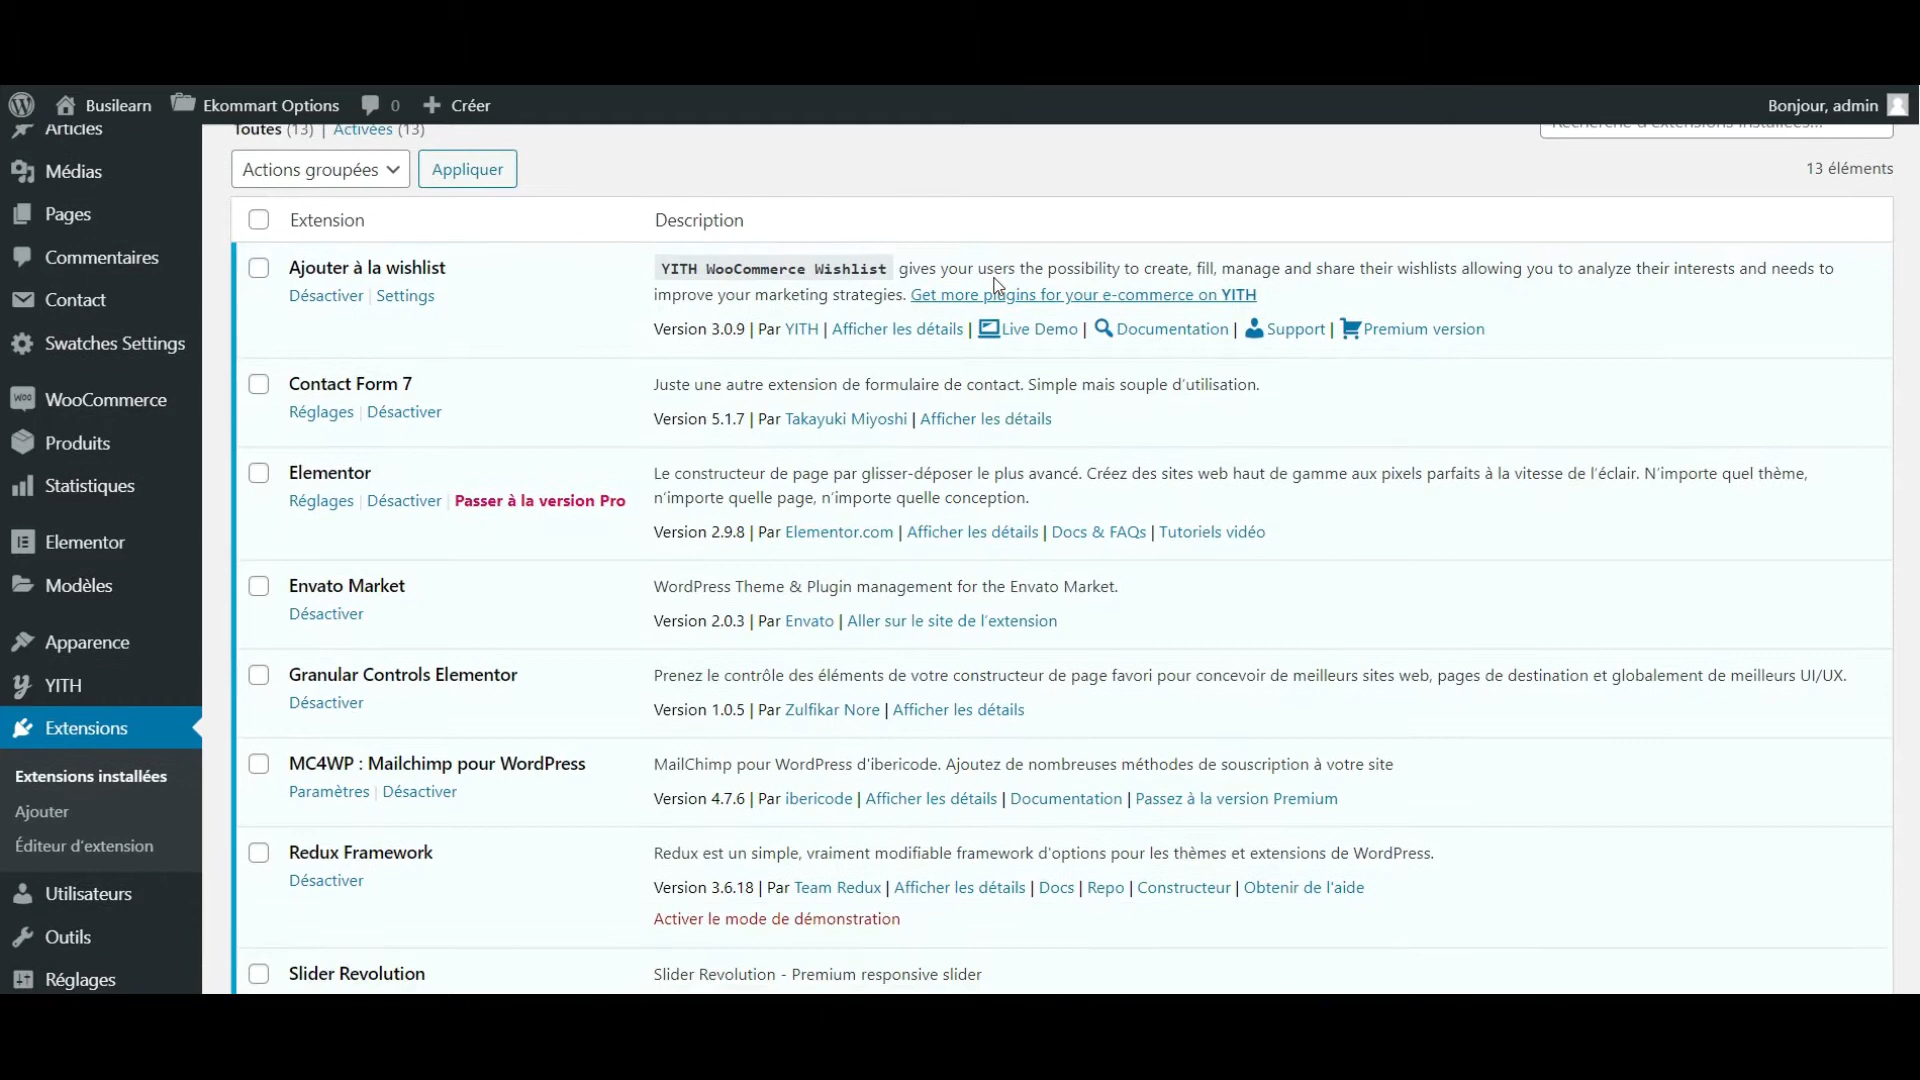 Busilearn Ekommart Options 0 Créer Bonjour, admin
Articles
Médias
Pages
Commentaires
Contact
Swatches Settings
WooCommerce
Produits
Statistiques
Elementor
Modèles
Apparence
YITH
Extensions
Extensions installées
Ajouter
Éditeur d'extension
Utilisateurs
Outils
Réglages
Toutes (13) | Activées (13)
Recherche d'extensions installées...
Actions groupées Appliquer
13 éléments
Extension Description
Ajouter à la wishlist
Désactiver | Settings
YITH WooCommerce Wishlist gives your users the possibility to create, fill, manage and share their wishlists allowing you to analyze their interests and needs to
improve your marketing strategies. Get more plugins for your e-commerce on YITH
Version 3.0.9 | Par YITH | Afficher les détails | Live Demo | Documentation | Support | Premium version
Contact Form 7
Réglages | Désactiver
Juste une autre extension de formulaire de contact. Simple mais souple d'utilisation.
Version 5.1.7 | Par Takayuki Miyoshi | Afficher les détails
Elementor
Réglages | Désactiver | Passer à la version Pro
Le constructeur de page par glisser-déposer le plus avancé. Créez des sites web haut de gamme aux pixels parfaits à la vitesse de l'éclair. N'importe quel thème,
n'importe quelle page, n'importe quelle conception.
Version 2.9.8 | Par Elementor.com | Afficher les détails | Docs & FAQs | Tutoriels vidéo
Envato Market
Désactiver
WordPress Theme & Plugin management for the Envato Market.
Version 2.0.3 | Par Envato | Aller sur le site de l'extension
Granular Controls Elementor
Désactiver
Prenez le contrôle des éléments de votre constructeur de page favori pour concevoir de meilleurs sites web, pages de destination et globalement de meilleurs UI/UX.
Version 1.0.5 | Par Zulfikar Nore | Afficher les détails
MC4WP : Mailchimp pour WordPress
Paramètres | Désactiver
MailChimp pour WordPress d'ibericode. Ajoutez de nombreuses méthodes de souscription à votre site
Version 4.7.6 | Par ibericode | Afficher les détails | Documentation | Passez à la version Premium
Redux Framework
Désactiver
Redux est un simple, vraiment modifiable framework d'options pour les thèmes et extensions de WordPress.
Version 3.6.18 | Par Team Redux | Afficher les détails | Docs | Repo | Constructeur | Obtenir de l'aide
Activer le mode de démonstration
Slider Revolution
Slider Revolution - Premium responsive slider